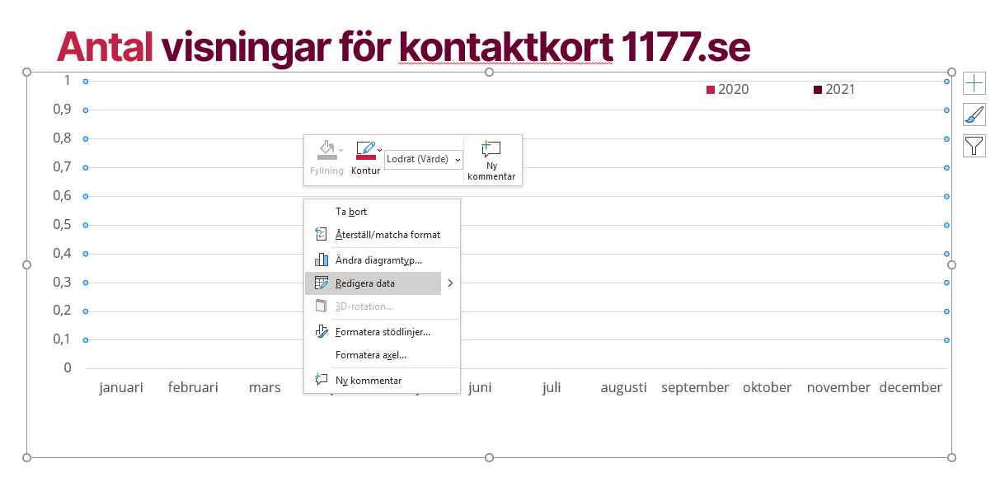 Antal visningar för kontaktkort 1177.se
1
2020
2021
0,9
0,8
0,7
0,6
0,5
0,4
0,3
0,2
0,1
0
Fyllning
Kontur
Lodrät (Värde)
Ny
kommentar
Ta bort
Återställ/matcha format
Ändra diagramtyp...
Redigera data
3D-rotation...
Formatera stödlinjer...
Formatera axel...
Ny kommentar
januari februari mars juni juli augusti september oktober november december